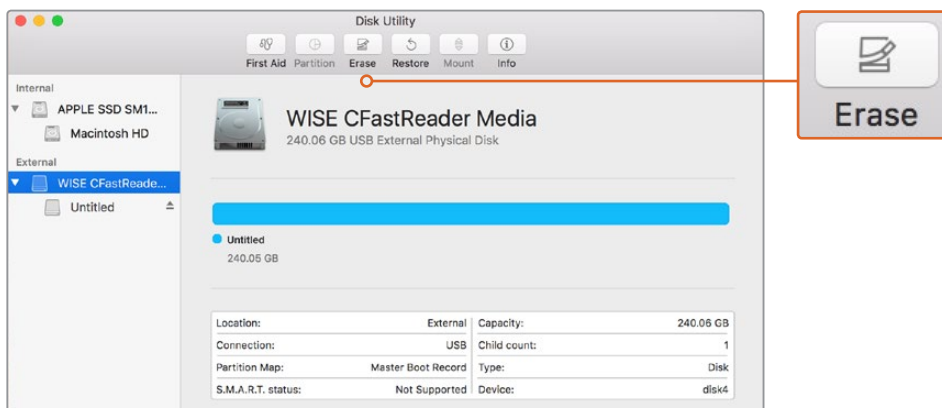 Disk Utility
First Aid Partition Erase Restore Mount Info
Erase
Internal
APPLE SSD SM1...
Macintosh HD
External
WISE CFastReade...
Untitled
WISE CFastReader Media
240.06 GB USB External Physical Disk
Untitled
240.05 GB
Location: External Capacity: 240.06 GB
Connection: USB Child count: 1
Partition Map: Master Boot Record Type: Disk
S.M.A.R.T. status: Not Supported Device: disk4